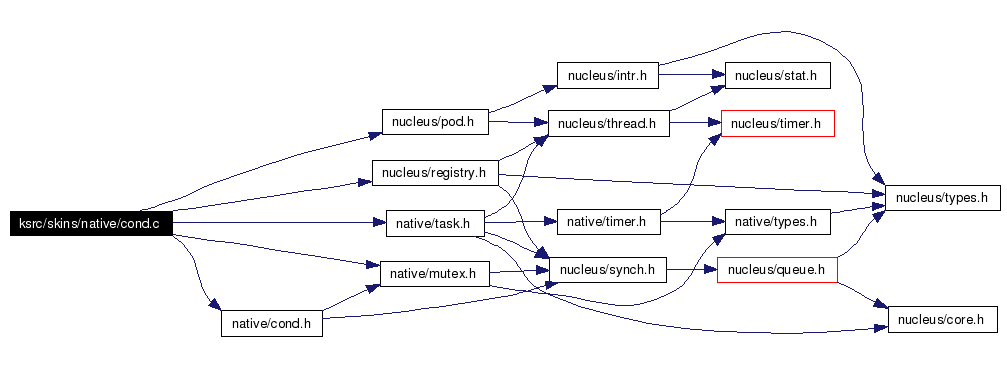 ksrc/skins/native/cond.c
nucleus/pod.h
nucleus/registry.h
native/task.h
native/mutex.h
native/cond.h
nucleus/intr.h
nucleus/thread.h
native/timer.h
nucleus/synch.h
nucleus/stat.h
nucleus/timer.h
native/types.h
nucleus/queue.h
nucleus/types.h
nucleus/core.h